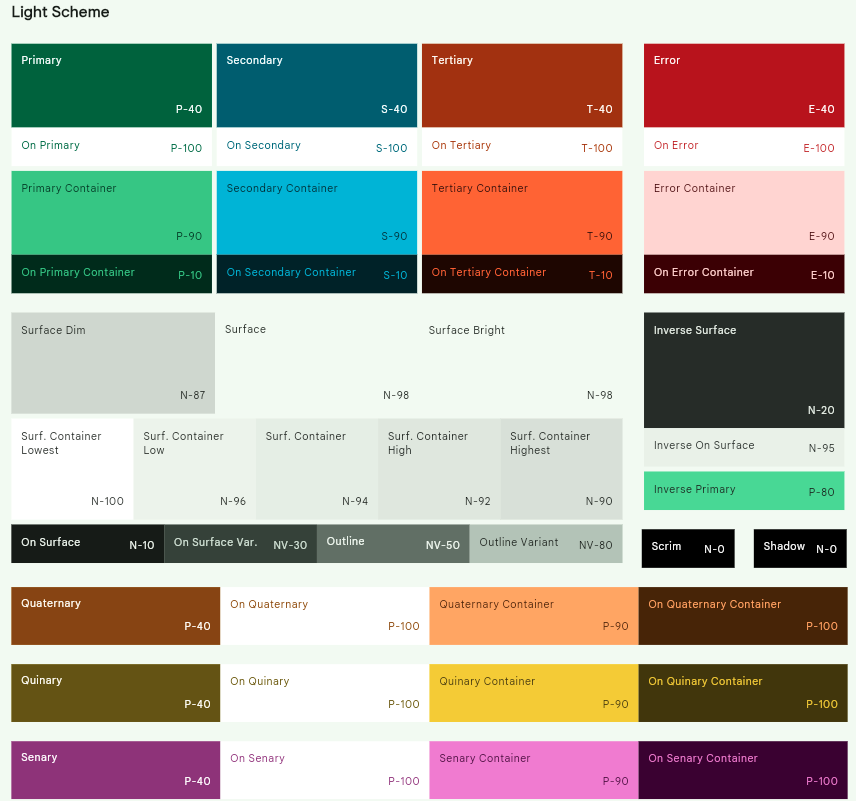 Light Scheme
Primary
P-40
Secondary
S-40
Tertiary
T-40
Error
E-40
On Primary
P-100
On Secondary
S-100
On Tertiary
T-100
On Error
E-100
Primary Container
P-90
Secondary Container
S-90
Tertiary Container
T-90
Error Container
E-90
On Primary Container
P-10
On Secondary Container
S-10
On Tertiary Container
T-10
On Error Container
E-10
Surface Dim
N-87
Surface
N-98
Surface Bright
N-98
Inverse Surface
N-20
Surf. Container
Lowest
N-100
Surf. Container
Low
N-96
Surf. Container
N-94
Surf. Container
High
N-92
Surf. Container
Highest
N-90
Inverse On Surface
N-95
Inverse Primary
P-80
On Surface
N-10
On Surface Var.
NV-30
Outline
NV-50
Outline Variant
NV-80
Scrim
N-0
Shadow
N-0
Quaternary
P-40
On Quaternary
P-100
Quaternary Container
P-90
On Quaternary Container
P-100
Quinary
P-40
On Quinary
P-100
Quinary Container
P-90
On Quinary Container
P-100
Senary
P-40
On Senary
P-100
Senary Container
P-90
On Senary Container
P-100